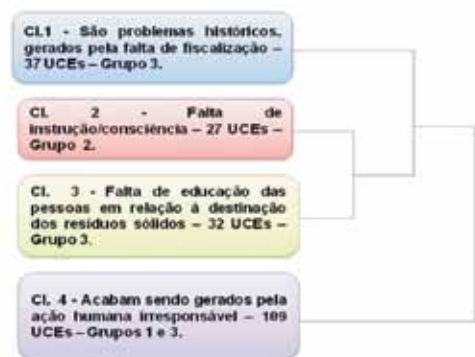 CL1 - São problemas históricos,
gerados pela falta de fiscalização –
37 UCEs – Grupo 3.
CL 2 - Falta de
instrução/consciência – 27 UCEs –
Grupo 2.
CL 3 - Falta de educação das
pessoas em relação à destinação
dos resíduos sólidos – 32 UCEs –
Grupo 3.
CL 4 - Acabam sendo gerados pela
ação humana irresponsável – 109
UCEs – Grupos 1 e 3.